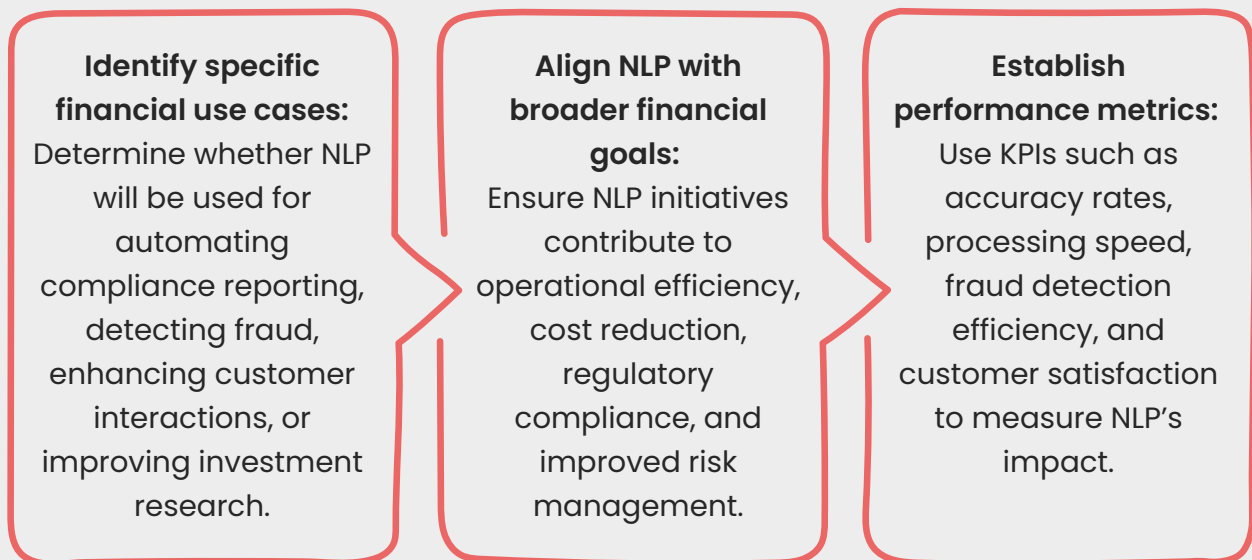 Identify specific
financial use cases:
Determine whether NLP
will be used for
automating
compliance reporting,
detecting fraud,
enhancing customer
interactions, or
improving investment
research.
Align NLP with
broader financial
goals:
Ensure NLP initiatives
contribute to
operational efficiency,
cost reduction,
regulatory
compliance, and
improved risk
management.
Establish
performance metrics:
Use KPIs such as
accuracy rates,
processing speed,
fraud detection
efficiency, and
customer satisfaction
to measure NLP’s
impact.